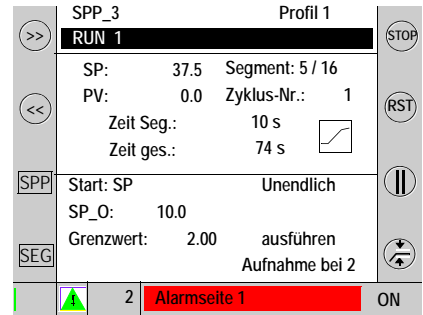 SPP_3 Profil 1
>> RUN 1 STOP
SP: 37.5 Segment: 5 / 16
PV: 0.0 Zyklus-Nr.: 1
<< RST
Zeit Seg.: 10 s
Zeit ges.: 74 s
SPP Start: SP Unendlich
SP_O: 10.0
Grenzwert: 2.00 ausführen
SEG Aufnahme bei 2
2 Alarmseite 1 ON